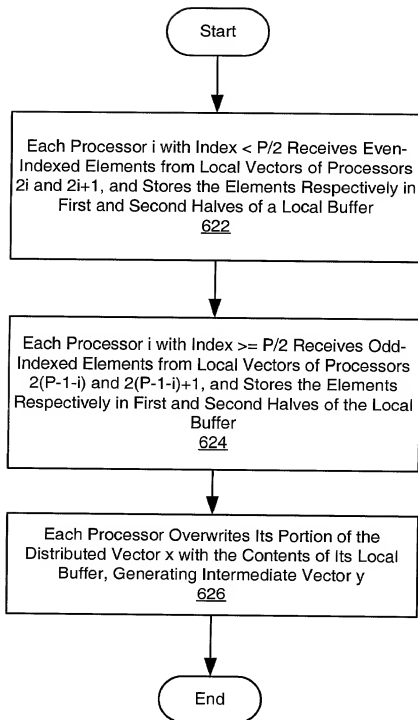 Start
Each Processor i with Index < P/2 Receives Even-
Indexed Elements from Local Vectors of Processors
2i and 2i+1, and Stores the Elements Respectively in
First and Second Halves of a Local Buffer
622
Each Processor i with Index >= P/2 Receives Odd-
Indexed Elements from Local Vectors of Processors
2(P-1-i) and 2(P-1-i)+1, and Stores the Elements
Respectively in First and Second Halves of the Local
Buffer
624
Each Processor Overwrites Its Portion of the
Distributed Vector x with the Contents of Its Local
Buffer, Generating Intermediate Vector y
626
End